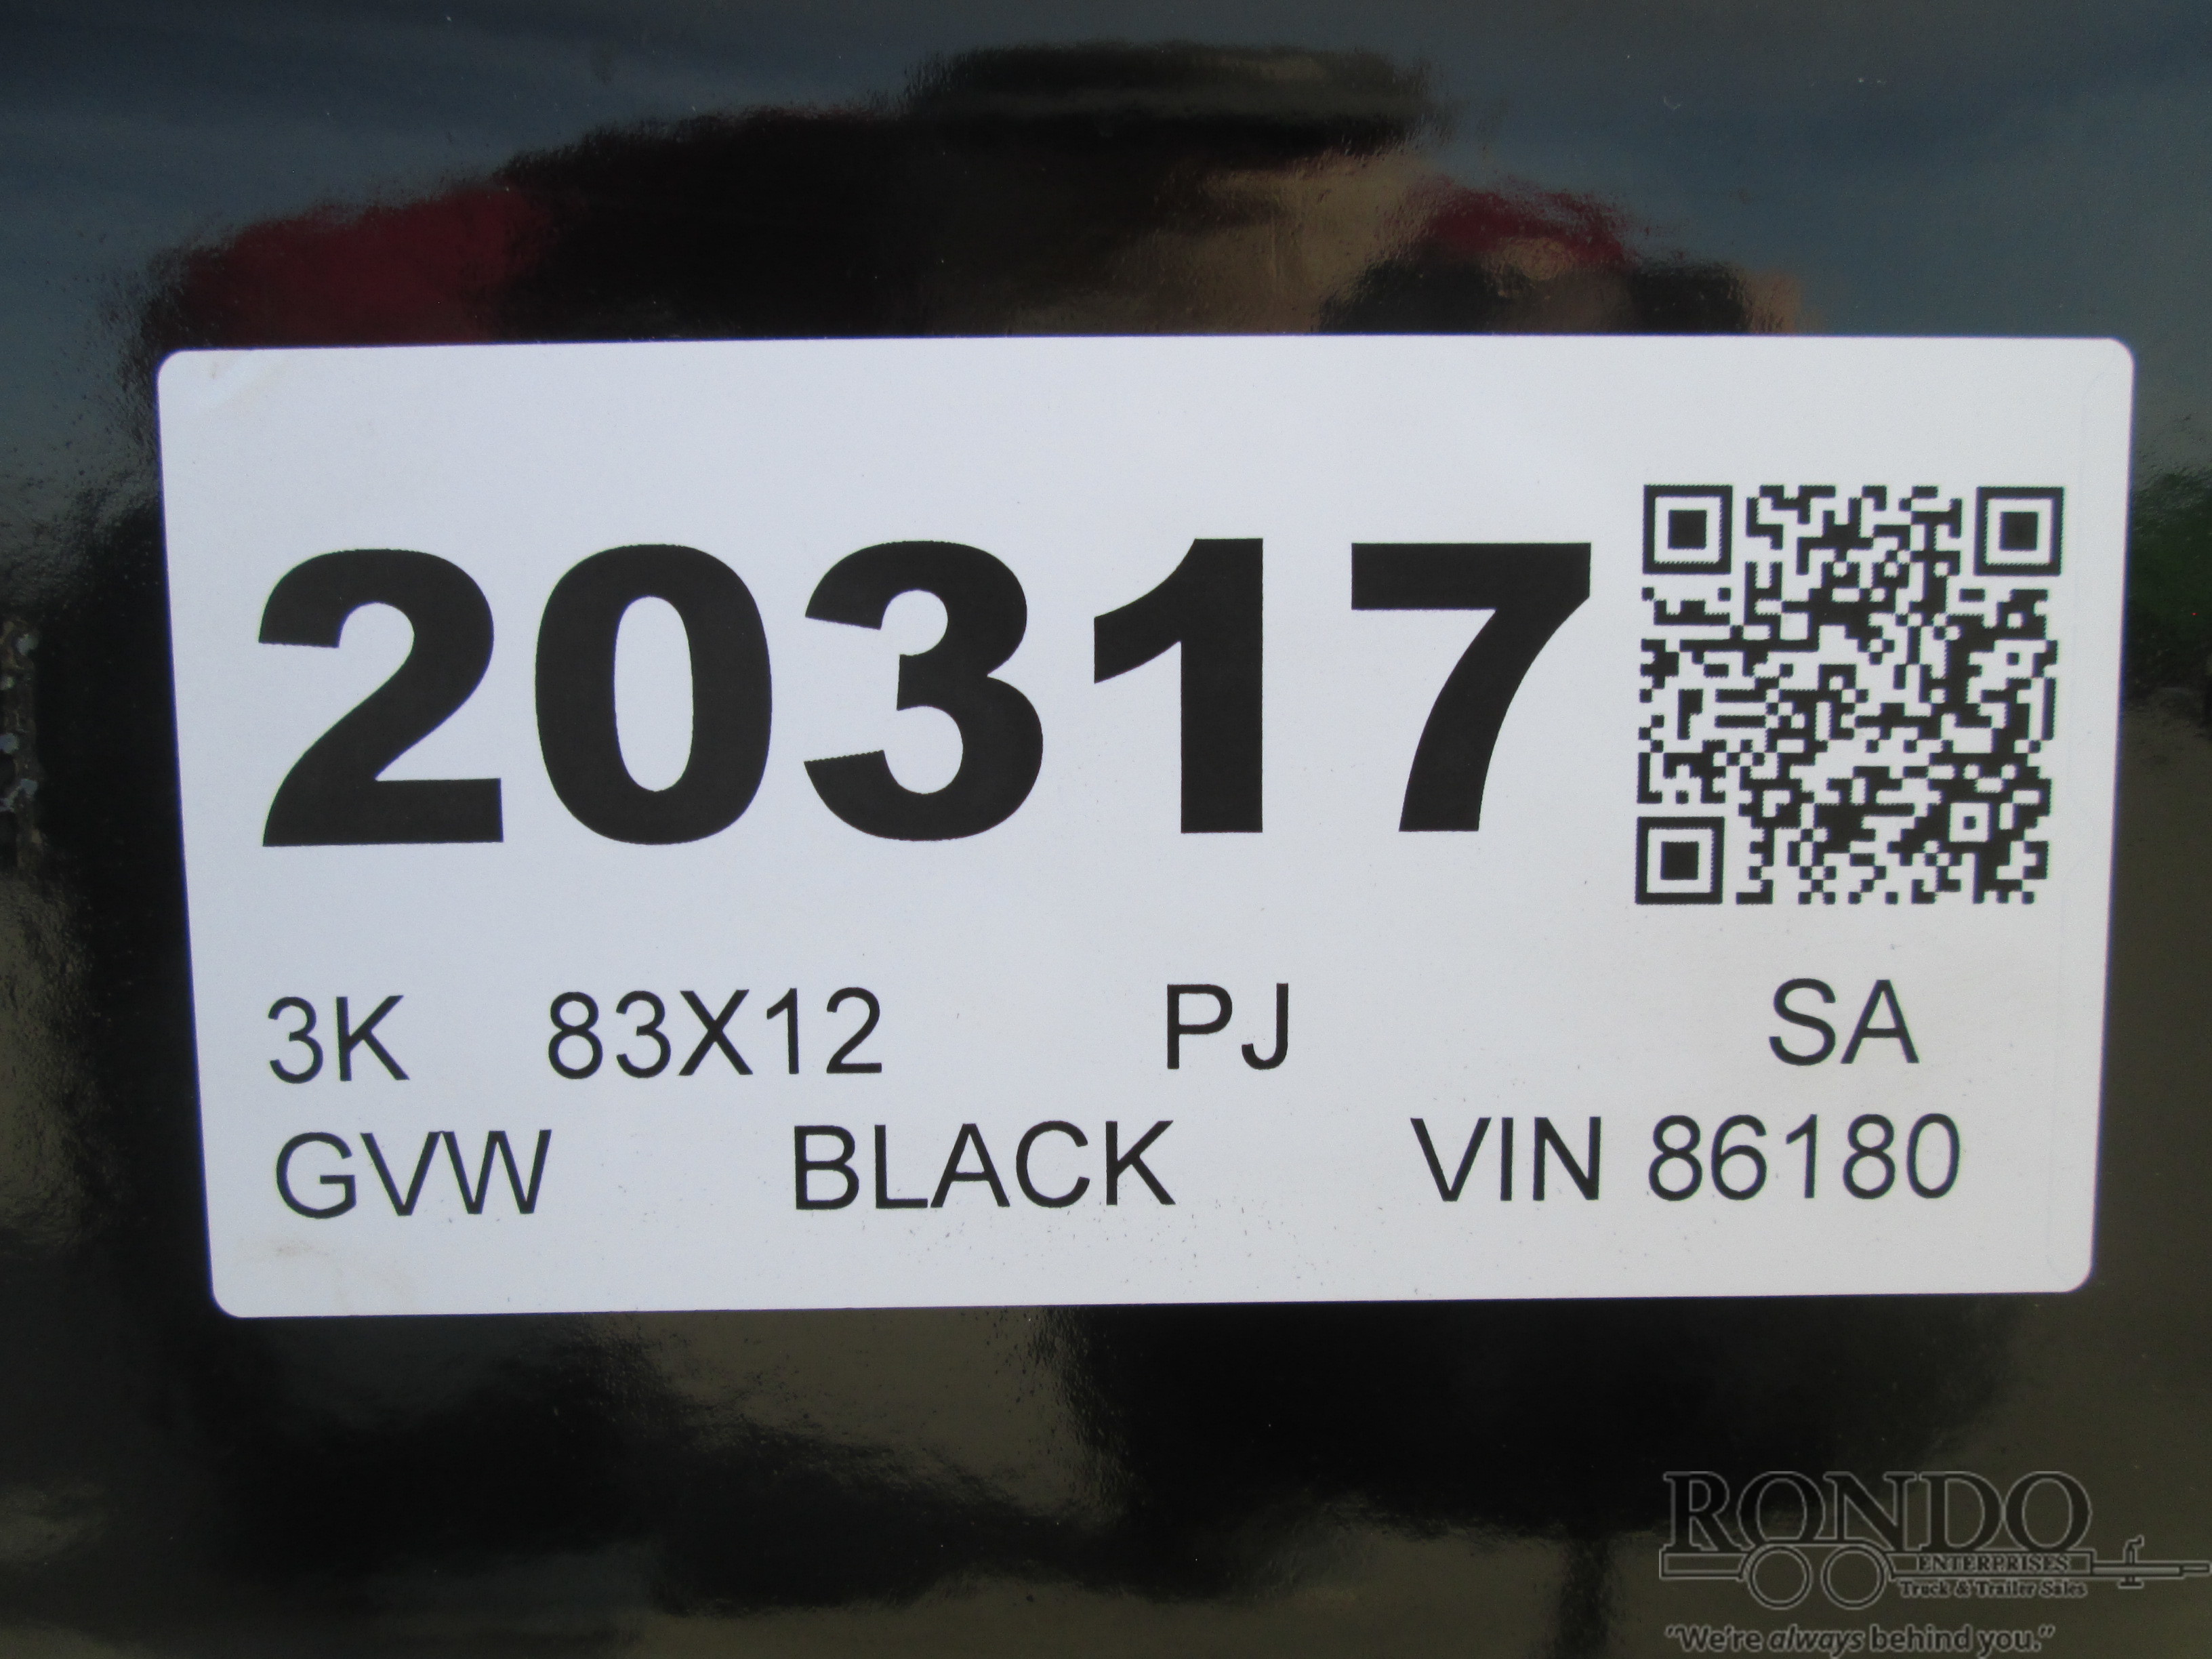 20317
3K 83X12 PJ SA
GVW BLACK VIN 86180
RONDO
ENTERPRISES
Truck & Trailer Sales
"We're always behind you."